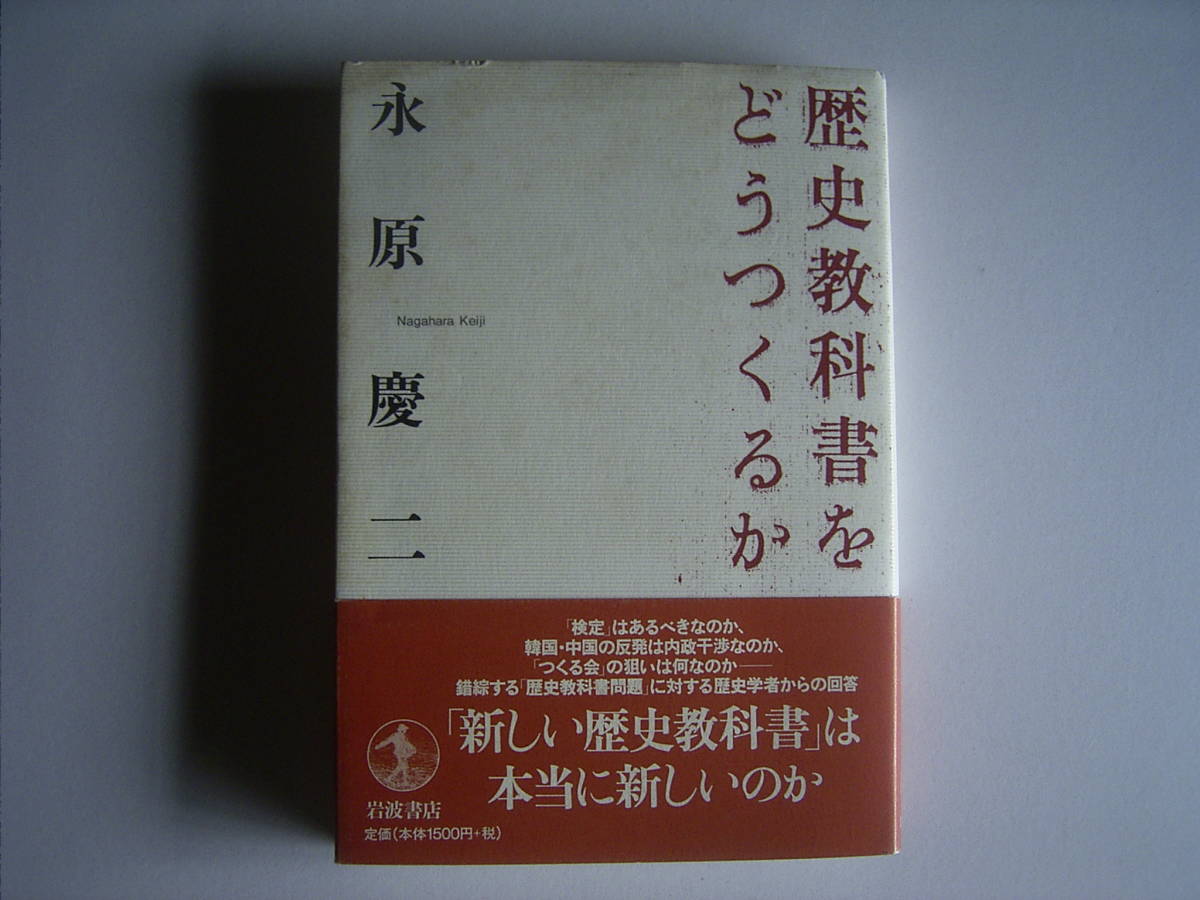 歴史教科書を
どうつくるか
永原慶二
Nagahara Keiji
「検定」はあるべきなのか、
韓国・中国の反発は内政干渉なのか、
「つくる会」の狙いは何なのか──
錯綜する「歴史教科書問題」に対する歴史学者からの回答
「新しい歴史教科書」は
本当に新しいのか
岩波書店
定価（本体1500円+税）